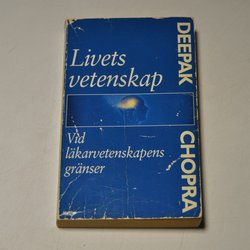 Livets
vetenskap
Vid
läkarvetenskapens
gränser
DEEPAK
CHOPRA